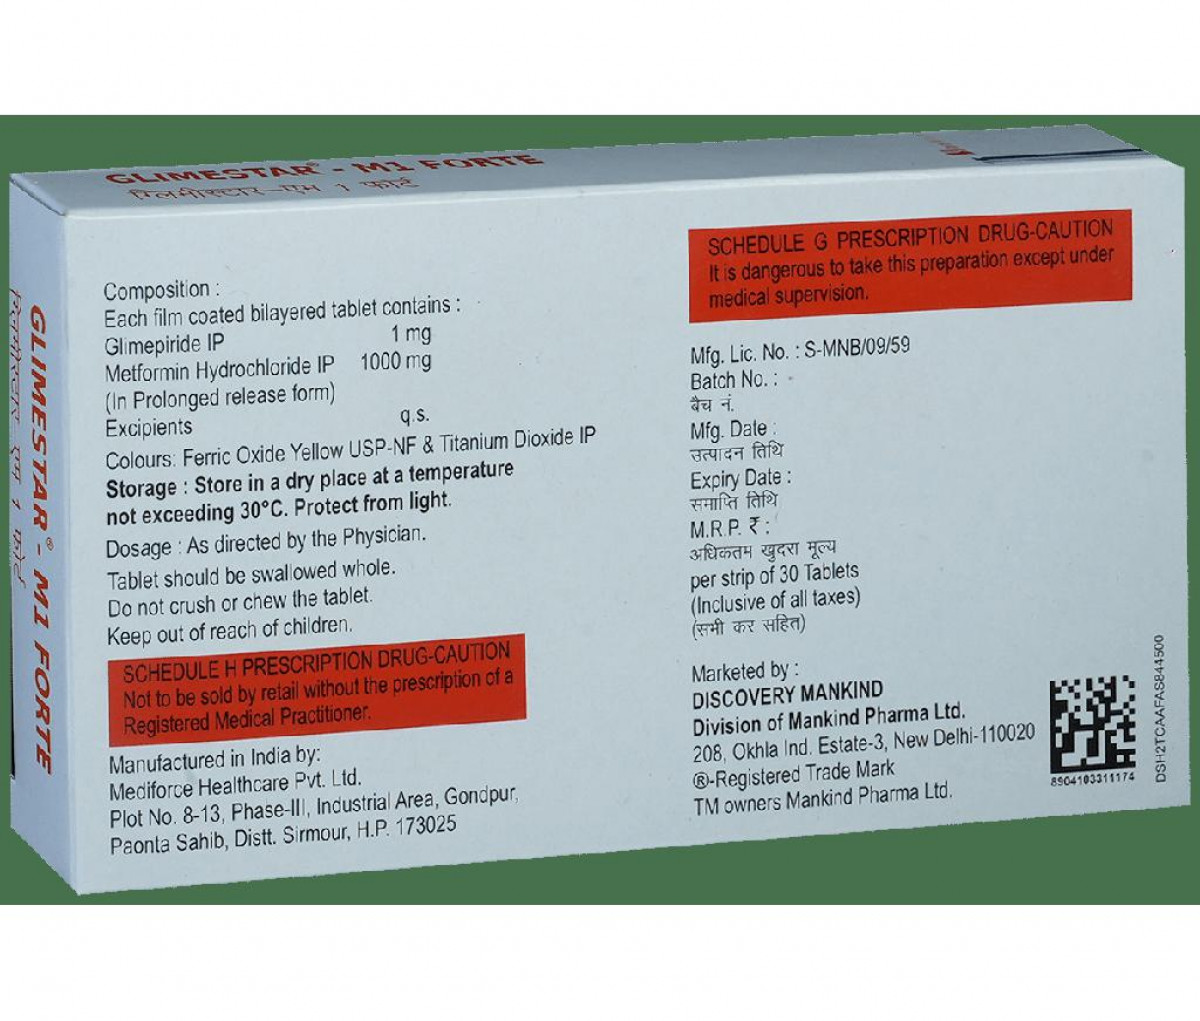 GLIMESTAR® - M1 FORTE
ग्लिमीस्टार-एम 1 फोर्ट
GLIMESTAR® - M1 FORTE
ग्लिमीस्टार-एम 1 फोर्ट
Composition :
Each film coated bilayered tablet contains :
Glimepiride IP 1 mg
Metformin Hydrochloride IP 1000 mg
(In Prolonged release form)
Excipients q.s.
Colours: Ferric Oxide Yellow USP-NF & Titanium Dioxide IP
Storage : Store in a dry place at a temperature
not exceeding 30°C. Protect from light.
Dosage : As directed by the Physician.
Tablet should be swallowed whole.
Do not crush or chew the tablet.
Keep out of reach of children.
SCHEDULE H PRESCRIPTION DRUG-CAUTION
Not to be sold by retail without the prescription of a
Registered Medical Practitioner.
Manufactured in India by:
Mediforce Healthcare Pvt. Ltd.
Plot No. 8-13, Phase-III, Industrial Area, Gondpur,
Paonta Sahib, Distt. Sirmour, H.P. 173025
SCHEDULE G PRESCRIPTION DRUG-CAUTION
It is dangerous to take this preparation except under
medical supervision.
Mfg. Lic. No. : S-MNB/09/59
Batch No. :
बैच नं.
Mfg. Date :
उत्पादन तिथि
Expiry Date :
समाप्ति तिथि
M.R.P. ₹ :
अधिकतम खुदरा मूल्य
per strip of 30 Tablets
(Inclusive of all taxes)
(सभी कर सहित)
Marketed by :
DISCOVERY MANKIND
Division of Mankind Pharma Ltd.
208, Okhla Ind. Estate-3, New Delhi-110020
®-Registered Trade Mark
TM owners Mankind Pharma Ltd.
8904103311174
DSH2TCAAFAS844500